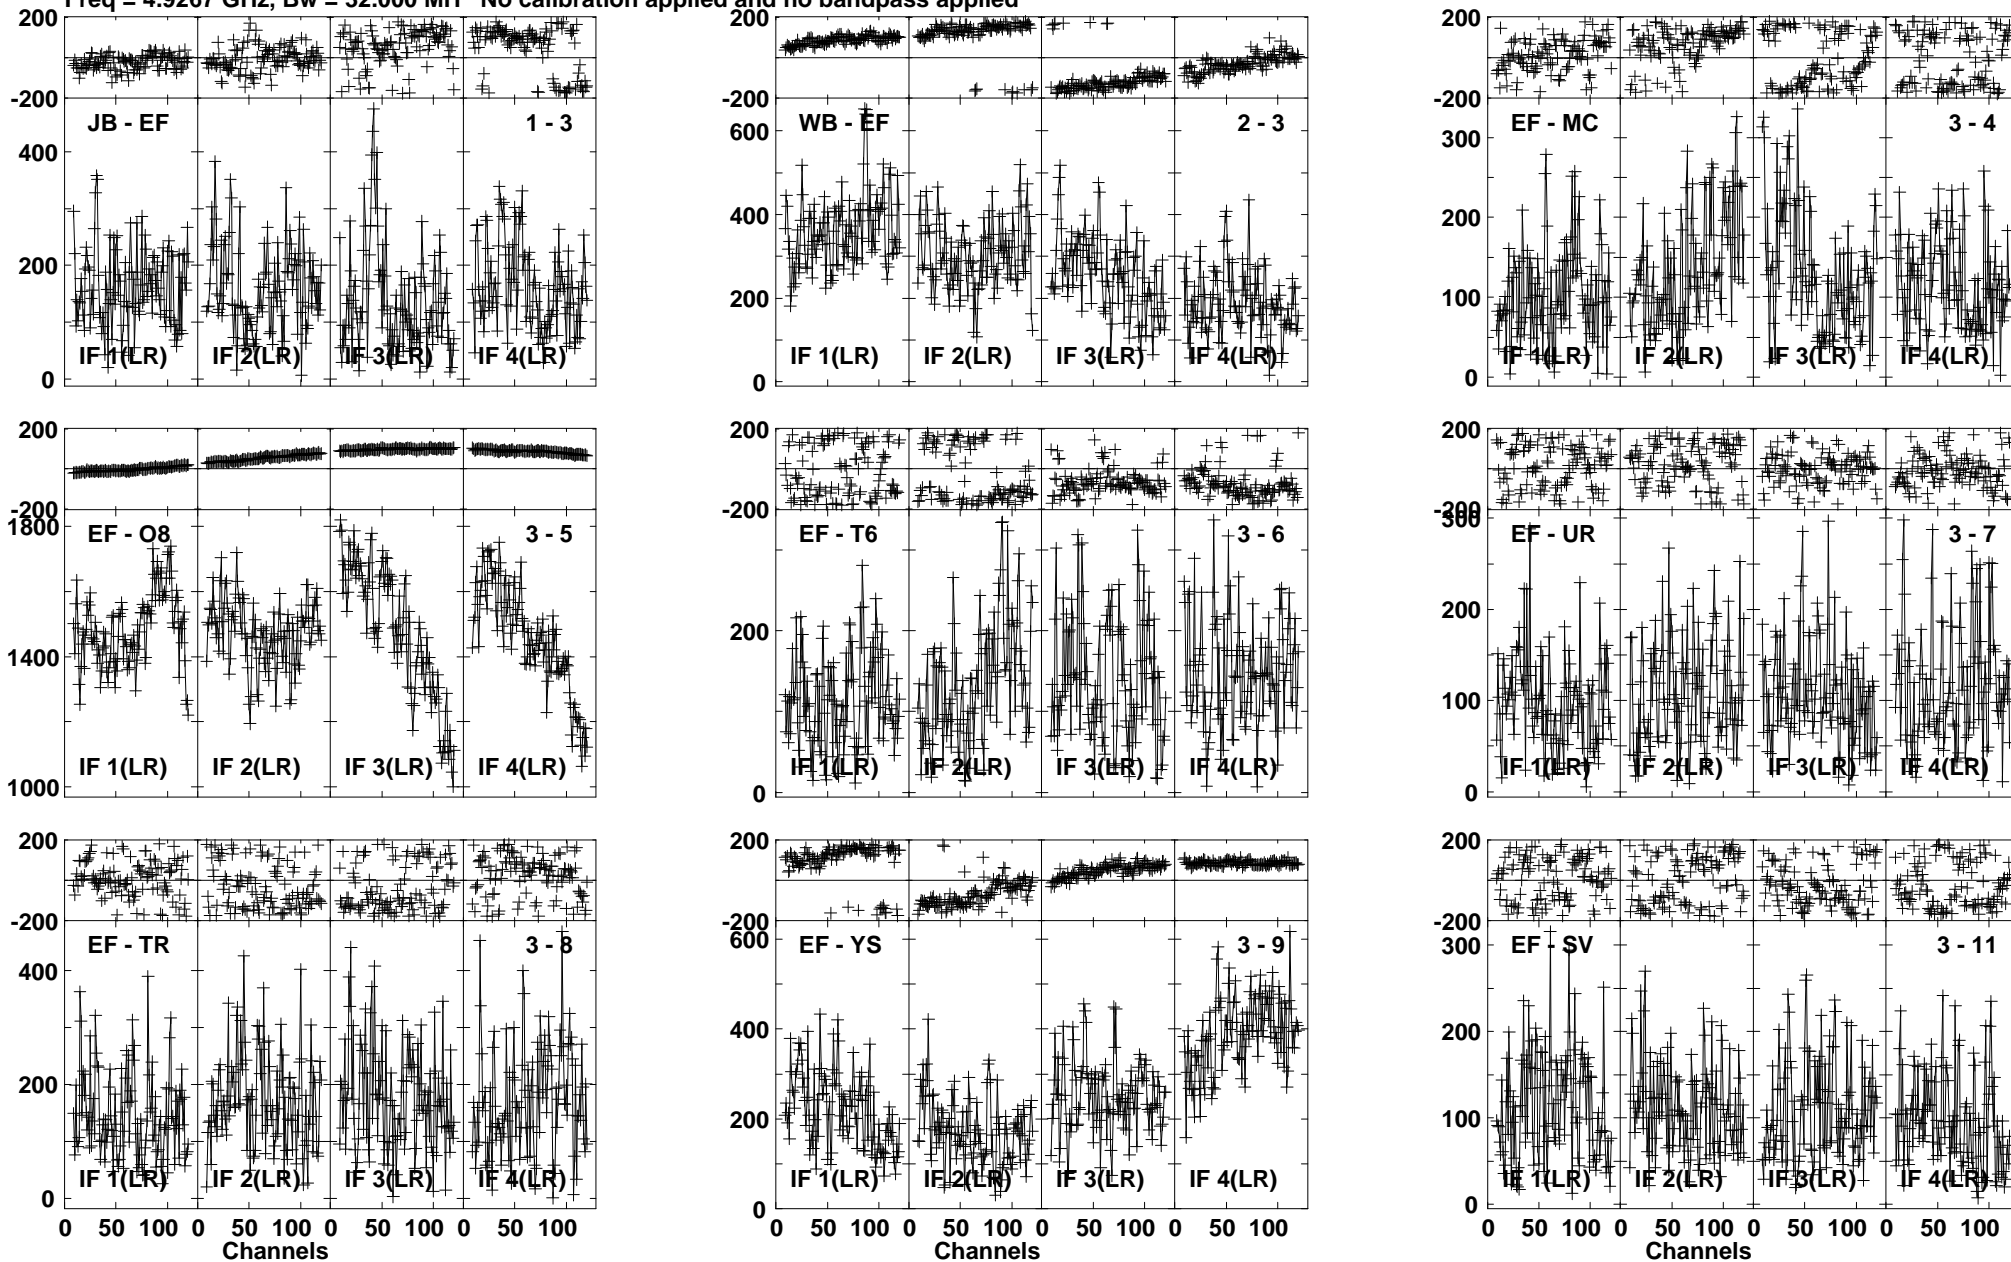 Freq = 4.9267 GHz, Bw = 32.000 MH No calibration applied and no bandpass applied
200
-200
JB - EF 1 - 3
400
200
0
IF 1(LR) IF 2(LR) IF 3(LR) IF 4(LR)
200
-200
WB - EF 2 - 3
600
400
200
0
IF 1(LR) IF 2(LR) IF 3(LR) IF 4(LR)
200
-200
EF - MC 3 - 4
300
200
100
0
IF 1(LR) IF 2(LR) IF 3(LR) IF 4(LR)
200
-200
EF - O8 3 - 5
1800
1400
1000
IF 1(LR) IF 2(LR) IF 3(LR) IF 4(LR)
200
-200
EF - T6 3 - 6
200
0
IF 1(LR) IF 2(LR) IF 3(LR) IF 4(LR)
200
-200
EF - UR 3 - 7
300
200
100
0
IF 1(LR) IF 2(LR) IF 3(LR) IF 4(LR)
200
-200
EF - TR 3 - 8
400
200
0
IF 1(LR) IF 2(LR) IF 3(LR) IF 4(LR)
0 50 100 0 50 100 0 50 100 0 50 100
Channels
200
-200
EF - YS 3 - 9
600
400
200
0
IF 1(LR) IF 2(LR) IF 3(LR) IF 4(LR)
0 50 100 0 50 100 0 50 100 0 50 100
Channels
200
-200
EF - SV 3 - 11
300
200
100
0
IF 1(LR) IF 2(LR) IF 3(LR) IF 4(LR)
0 50 100 0 50 100 0 50 100 0 50 100
Channels